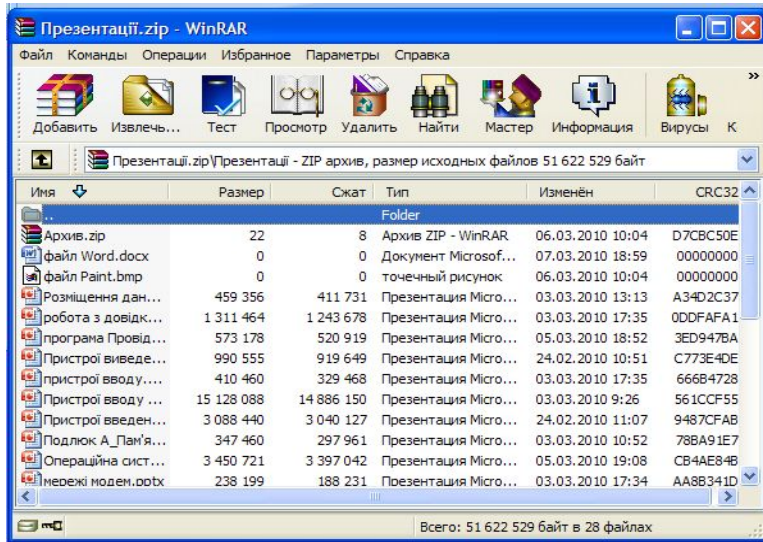 Презентації.zip - WinRAR
Файл Команды Операции Избранное Параметры Справка
Добавить Извлечь... Тест Просмотр Удалить Найти Мастер Информация Вирусы К »
Презентації.zip\Презентації - ZIP архив, размер исходных файлов 51 622 529 байт
Имя Размер Сжат Тип Изменён CRC32
.. Folder
Архив.zip 22 8 Архив ZIP - WinRAR 06.03.2010 10:04 D7CBC50E
файл Word.docx 0 0 Документ Microsof... 07.03.2010 18:59 00000000
файл Paint.bmp 0 0 точечный рисунок 06.03.2010 10:04 00000000
Розміщення дан... 459 356 411 731 Презентация Micro... 03.03.2010 13:13 A34D2C37
робота з довідк... 1 311 464 1 243 678 Презентация Micro... 03.03.2010 17:35 0DDFAFA1
програма Провід... 573 178 520 919 Презентация Micro... 05.03.2010 18:52 3ED947BA
Пристрої виведе... 990 555 919 649 Презентация Micro... 24.02.2010 10:51 C773E4DE
пристрої вводу.... 410 460 329 468 Презентация Micro... 03.03.2010 17:35 666B4728
Пристрої вводу ... 15 128 088 14 886 150 Презентация Micro... 03.03.2010 9:26 561CCF55
Пристрої введен... 3 088 440 3 040 127 Презентация Micro... 24.02.2010 11:07 9487CFAB
Подлюк А_Пам'я... 347 460 297 961 Презентация Micro... 03.03.2010 10:52 78BA91E7
Операційна сист... 3 450 721 3 397 042 Презентация Micro... 05.03.2010 19:08 CB4AE84B
мережі модем.pptx 238 199 188 231 Презентация Micro... 03.03.2010 17:34 AA8B341D
Всего: 51 622 529 байт в 28 файлах